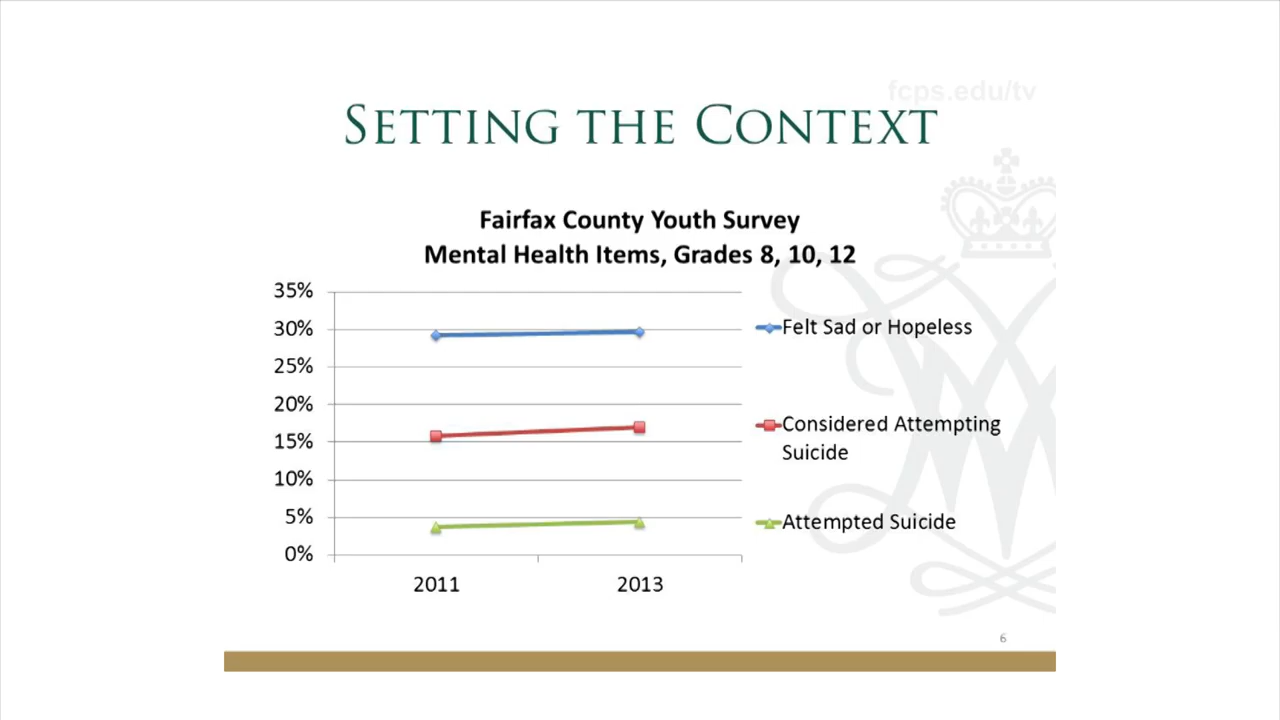 fcps.edu/tv
SETTING THE CONTEXT
Fairfax County Youth Survey
Mental Health Items, Grades 8, 10, 12
35%
30%
25%
20%
15%
10%
5%
0%
2011
2013
Felt Sad or Hopeless
Considered Attempting
Suicide
Attempted Suicide
6